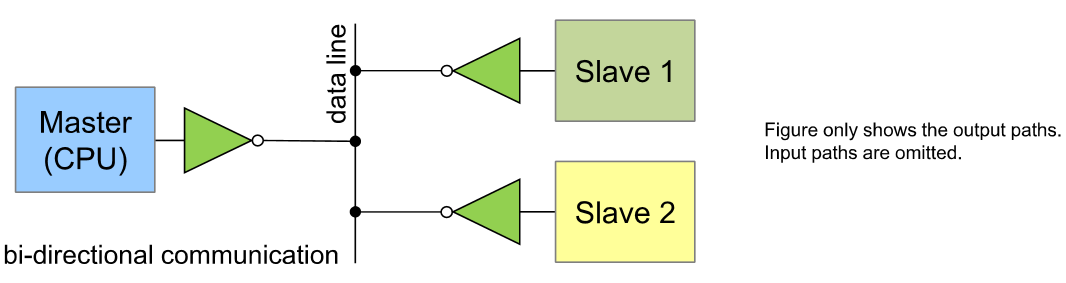 data line
Slave 1
Master
(CPU)
Figure only shows the output paths.
Input paths are omitted.
Slave 2
bi-directional communication